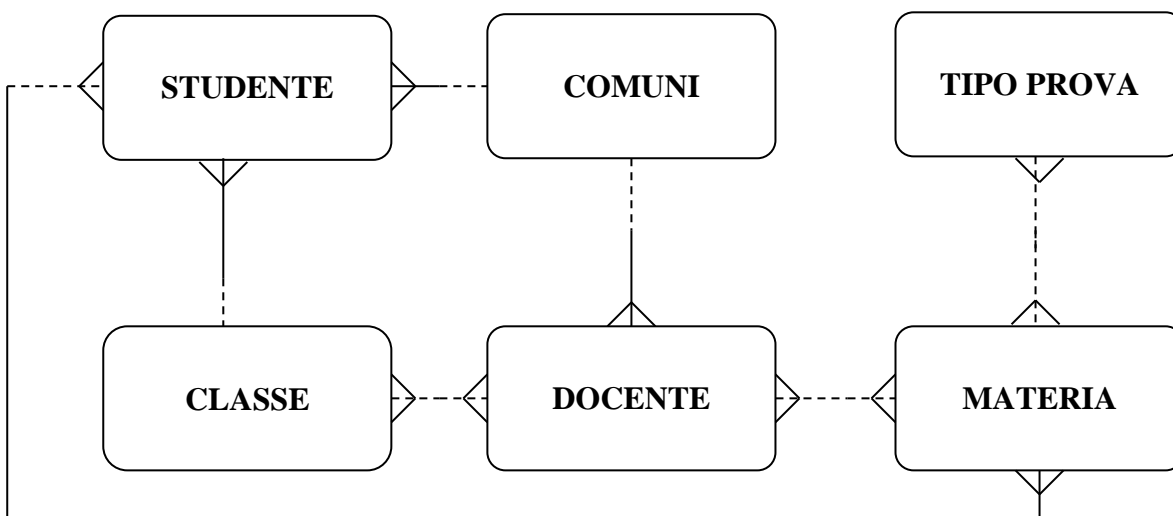 STUDENTE
COMUNI
TIPO PROVA
CLASSE
DOCENTE
MATERIA